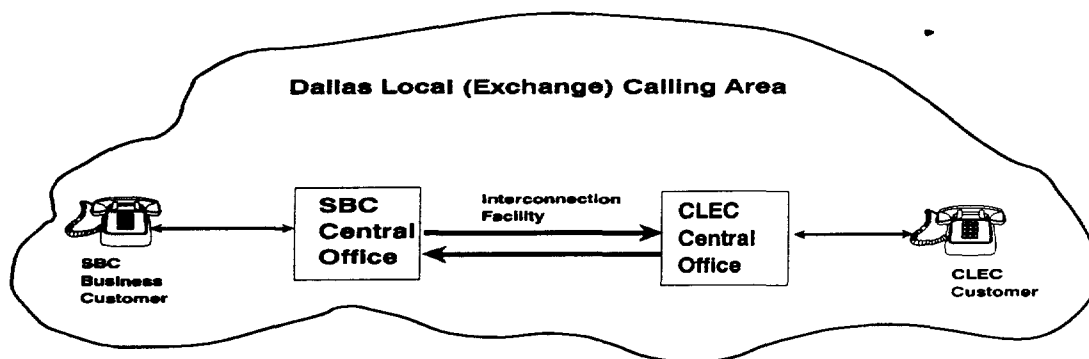 Dallas Local (Exchange) Calling Area
SBC
Central
Office
Interconnection
Facility
CLEC
Central
Office
SBC
Business
Customer
CLEC
Customer